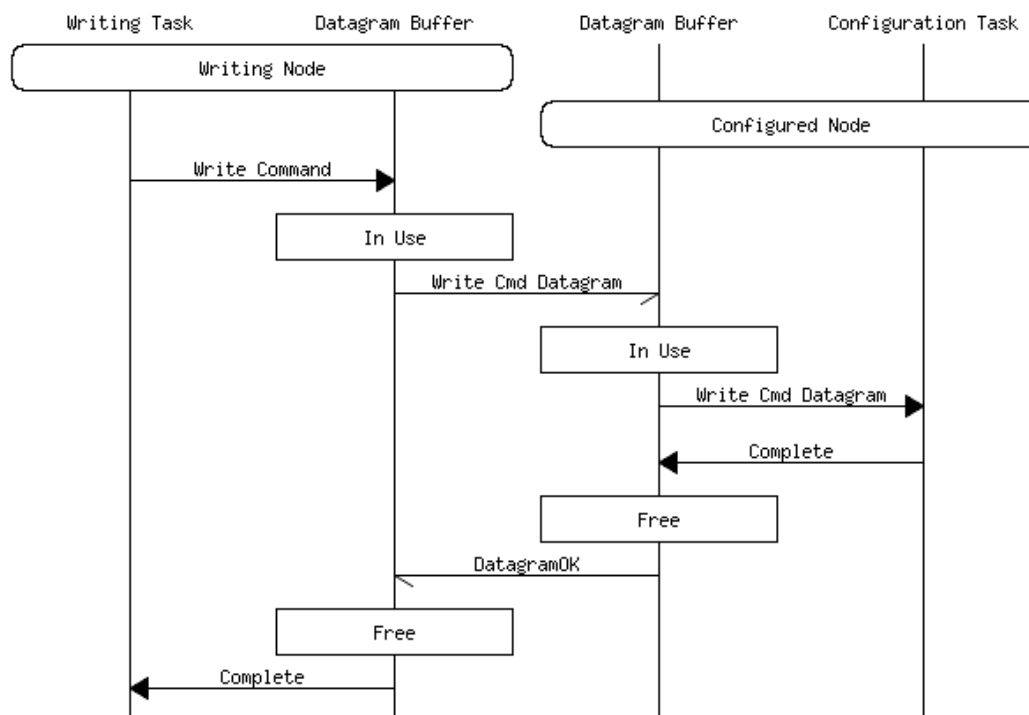 Writing Task
Datagram Buffer
Datagram Buffer
Configuration Task
Writing Node
Configured Node
Write Command
In Use
Write Cmd Datagram
In Use
Write Cmd Datagram
Complete
Free
DatagramOK
Free
Complete